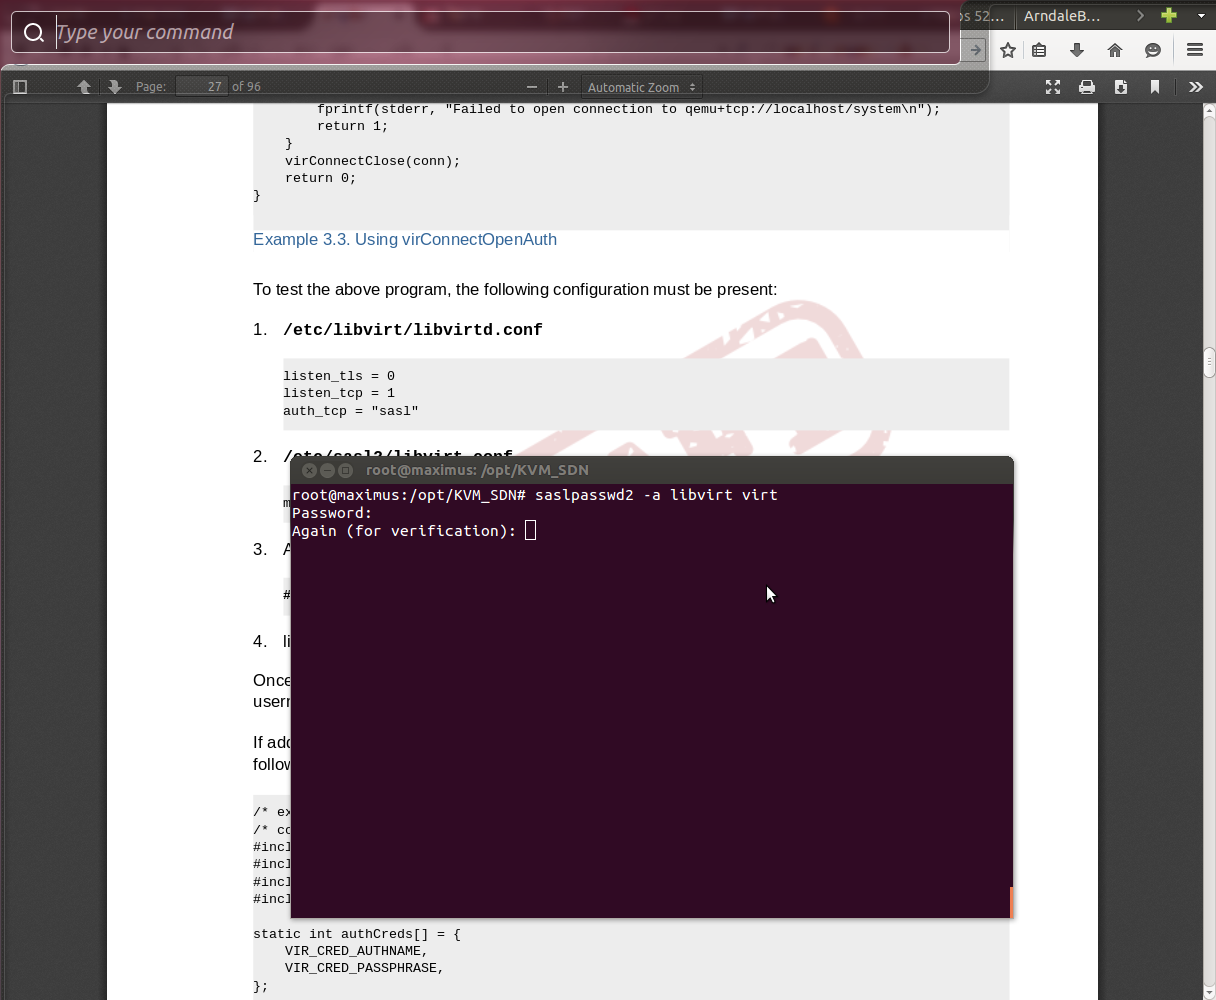 Type your command
os 52...
ArndaleB...
Page:
27
of 96
Automatic Zoom
fprintf(stderr, "Failed to open connection to qemu+tcp://localhost/system\n");
return 1;
}
virConnectClose(conn);
return 0;
}
Example 3.3. Using virConnectOpenAuth
To test the above program, the following configuration must be present:
1. /etc/libvirt/libvirtd.conf
listen_tls = 0
listen_tcp = 1
auth_tcp = "sasl"
2. /etc/sasl2/libvirt.conf
root@maximus: /opt/KVM_SDN
root@maximus:/opt/KVM_SDN# saslpasswd2 -a libvirt virt
Password:
Again (for verification):
m
3. A
#
4. li
Once
usern
If add
follow
/* ex
/* co
#incl
#incl
#incl
#incl
static int authCreds[] = {
VIR_CRED_AUTHNAME,
VIR_CRED_PASSPHRASE,
};